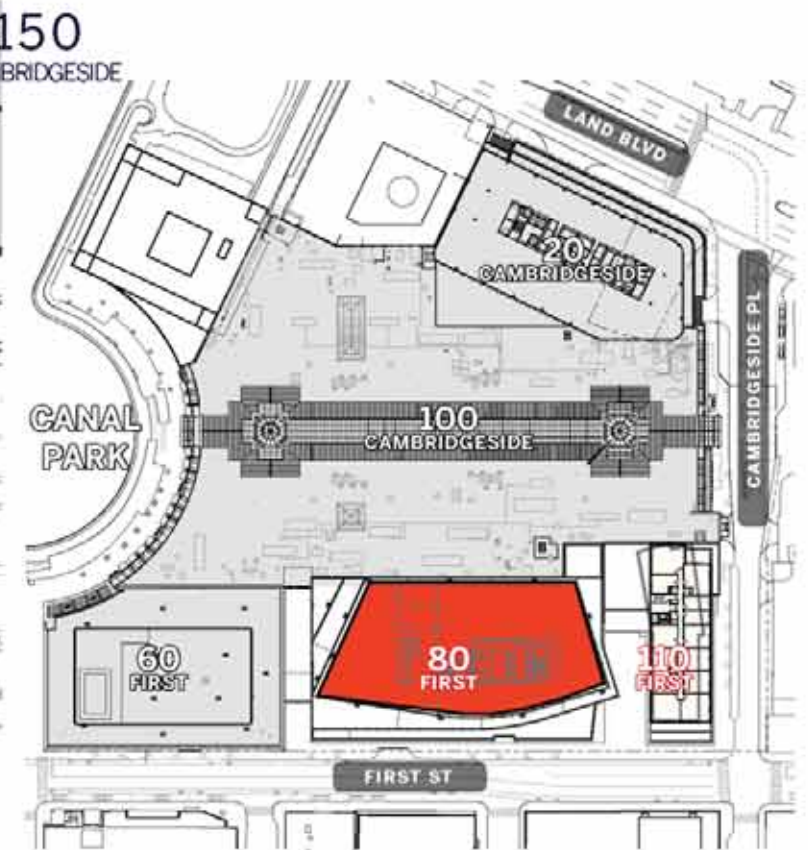 150
BRIDGESIDE
LAND BLVD
20
CAMBRIDGESIDE
CAMBRIDGESIDE PL
CANAL
PARK
100
CAMBRIDGESIDE
60
FIRST
80
FIRST
110
FIRST
FIRST ST